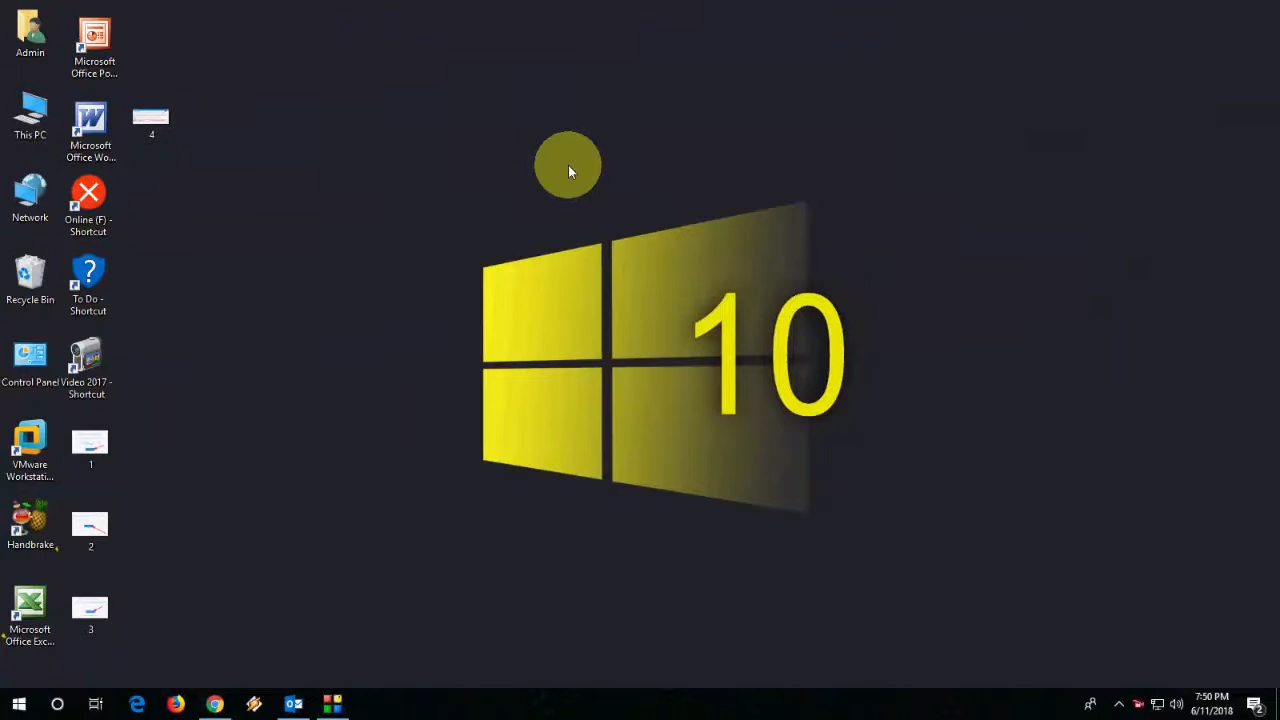 Admin
Microsoft
Office Po...
This PC
Microsoft
Office Wo...
4
Network
Online (F) -
Shortcut
Recycle Bin
To Do -
Shortcut
Control Panel
Video 2017 -
Shortcut
VMware
Workstati...
1
Handbrake
2
Microsoft
Office Exc...
3
10
7:50 PM
6/11/2018
2